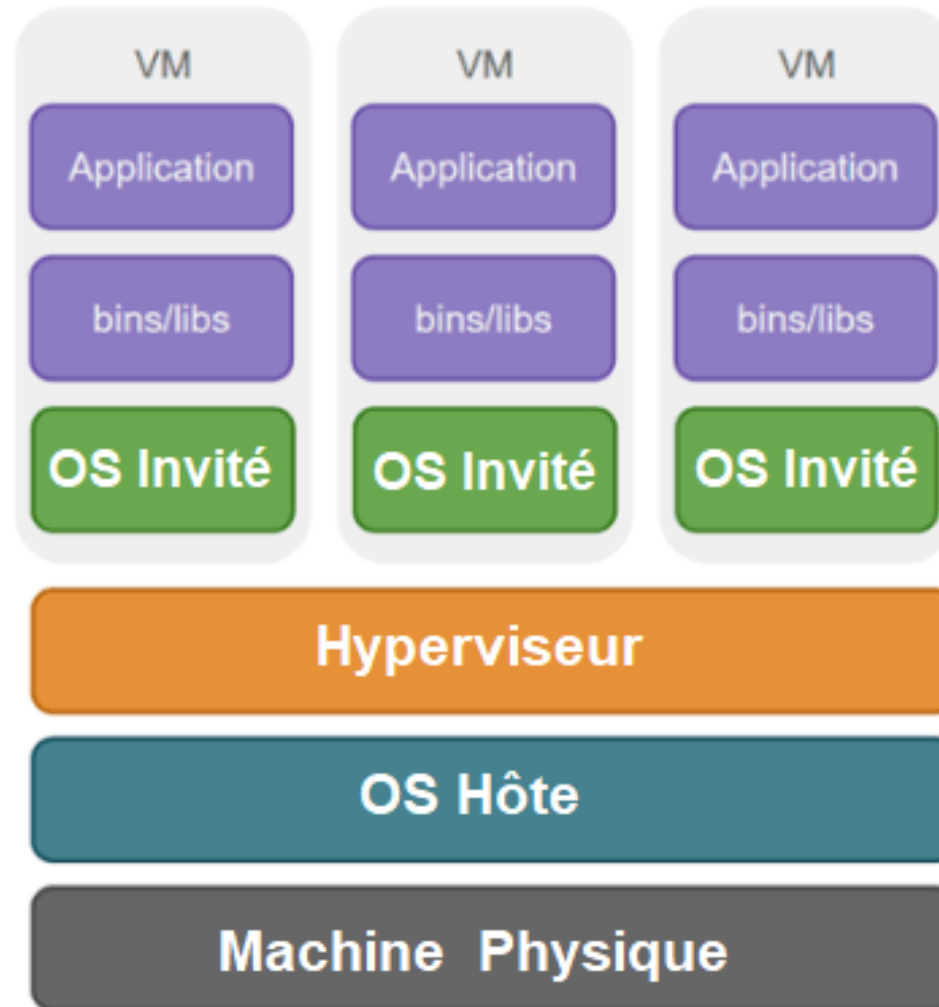 VM VM VM
Application Application Application
bins/libs bins/libs bins/libs
OS Invité OS Invité OS Invité
Hyperviseur
OS Hôte
Machine Physique